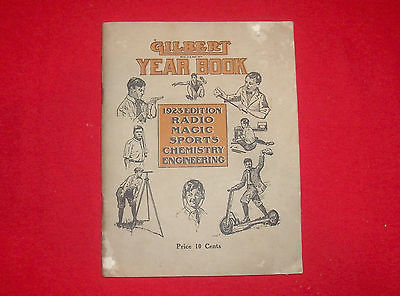 GILBERT
YEAR BOOK
1923 EDITION
RADIO
MAGIC
SPORTS
CHEMISTRY
ENGINEERING
Price 10 Cents